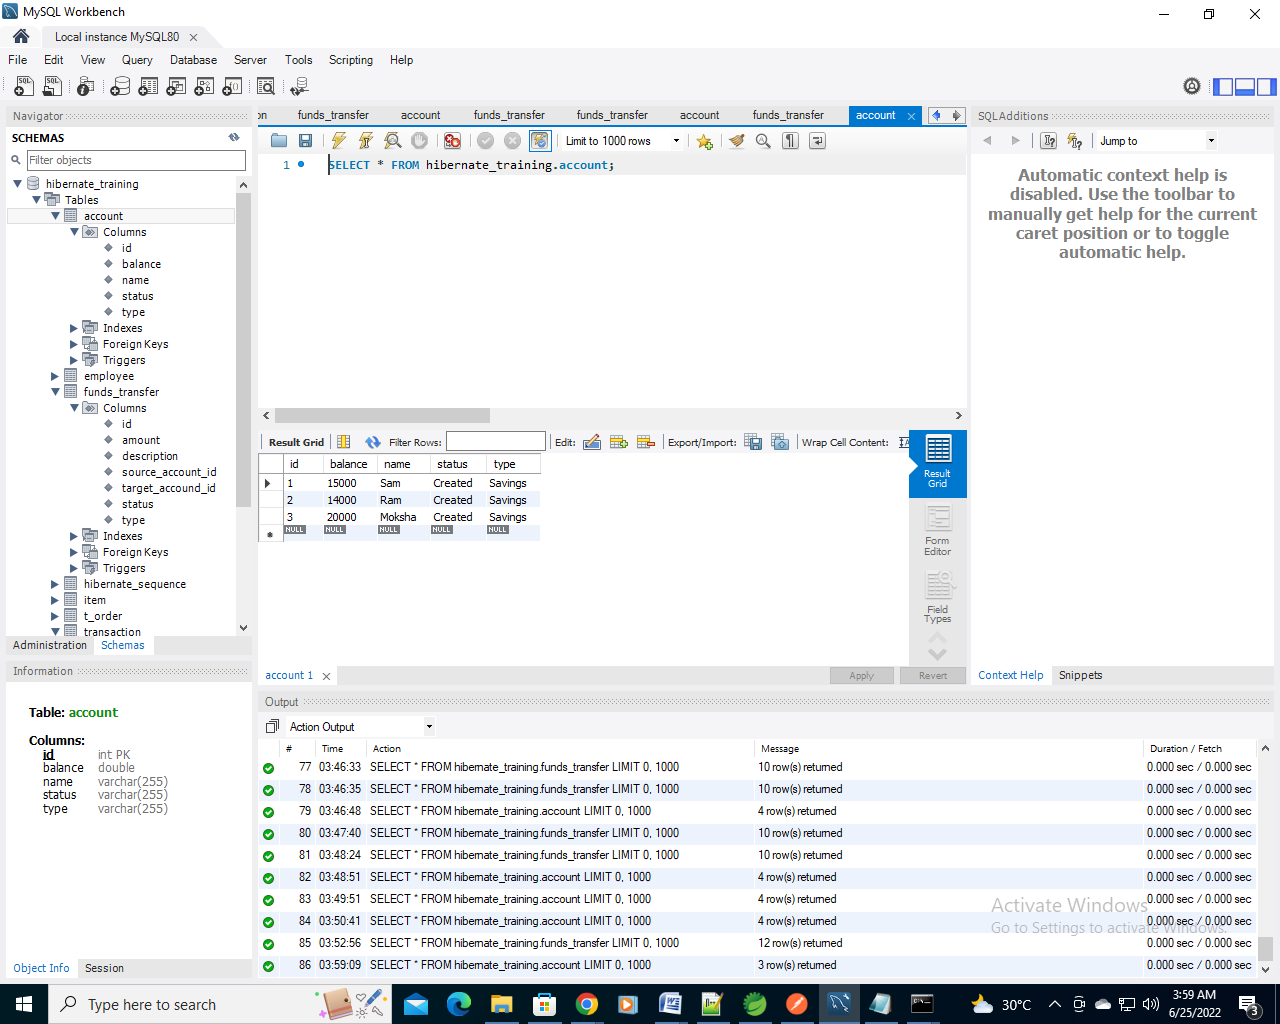 MySQL Workbench
Local instance MySQL80
File Edit View Query Database Server Tools Scripting Help
Navigator
SCHEMAS
Filter objects
hibernate_training
Tables
account
Columns
id
balance
name
status
type
Indexes
Foreign Keys
Triggers
employee
funds_transfer
Columns
id
amount
description
source_account_id
target_accound_id
status
type
Indexes
Foreign Keys
Triggers
hibernate_sequence
item
t_order
transaction
Administration Schemas
Information
Table: account
Columns:
id int PK
balance double
name varchar(255)
status varchar(255)
type varchar(255)
Object Info Session
on funds_transfer account funds_transfer funds_transfer account funds_transfer account
Limit to 1000 rows
1 SELECT * FROM hibernate_training.account;
Result Grid Filter Rows: Edit: Export/Import: Wrap Cell Content:
id balance name status type
1 15000 Sam Created Savings
2 14000 Ram Created Savings
3 20000 Moksha Created Savings
NULL NULL NULL NULL NULL
Result
Grid
Form
Editor
Field
Types
account 1 Apply Revert
SQLAdditions
Jump to
Automatic context help is
disabled. Use the toolbar to
manually get help for the current
caret position or to toggle
automatic help.
Context Help Snippets
Output
Action Output
# Time Action Message Duration / Fetch
77 03:46:33 SELECT * FROM hibernate_training.funds_transfer LIMIT 0, 1000 10 row(s) returned 0.000 sec / 0.000 sec
78 03:46:35 SELECT * FROM hibernate_training.funds_transfer LIMIT 0, 1000 10 row(s) returned 0.000 sec / 0.000 sec
79 03:46:48 SELECT * FROM hibernate_training.account LIMIT 0, 1000 4 row(s) returned 0.000 sec / 0.000 sec
80 03:47:40 SELECT * FROM hibernate_training.funds_transfer LIMIT 0, 1000 10 row(s) returned 0.000 sec / 0.000 sec
81 03:48:24 SELECT * FROM hibernate_training.funds_transfer LIMIT 0, 1000 10 row(s) returned 0.000 sec / 0.000 sec
82 03:48:51 SELECT * FROM hibernate_training.account LIMIT 0, 1000 4 row(s) returned 0.000 sec / 0.000 sec
83 03:49:51 SELECT * FROM hibernate_training.account LIMIT 0, 1000 4 row(s) returned 0.000 sec / 0.000 sec
84 03:50:41 SELECT * FROM hibernate_training.account LIMIT 0, 1000 4 row(s) returned 0.000 sec / 0.000 sec
85 03:52:56 SELECT * FROM hibernate_training.funds_transfer LIMIT 0, 1000 12 row(s) returned 0.000 sec / 0.000 sec
86 03:59:09 SELECT * FROM hibernate_training.account LIMIT 0, 1000 3 row(s) returned 0.000 sec / 0.000 sec
Activate Windows
Go to Settings to activate Windows.
Type here to search
30°C
3:59 AM
6/25/2022
3